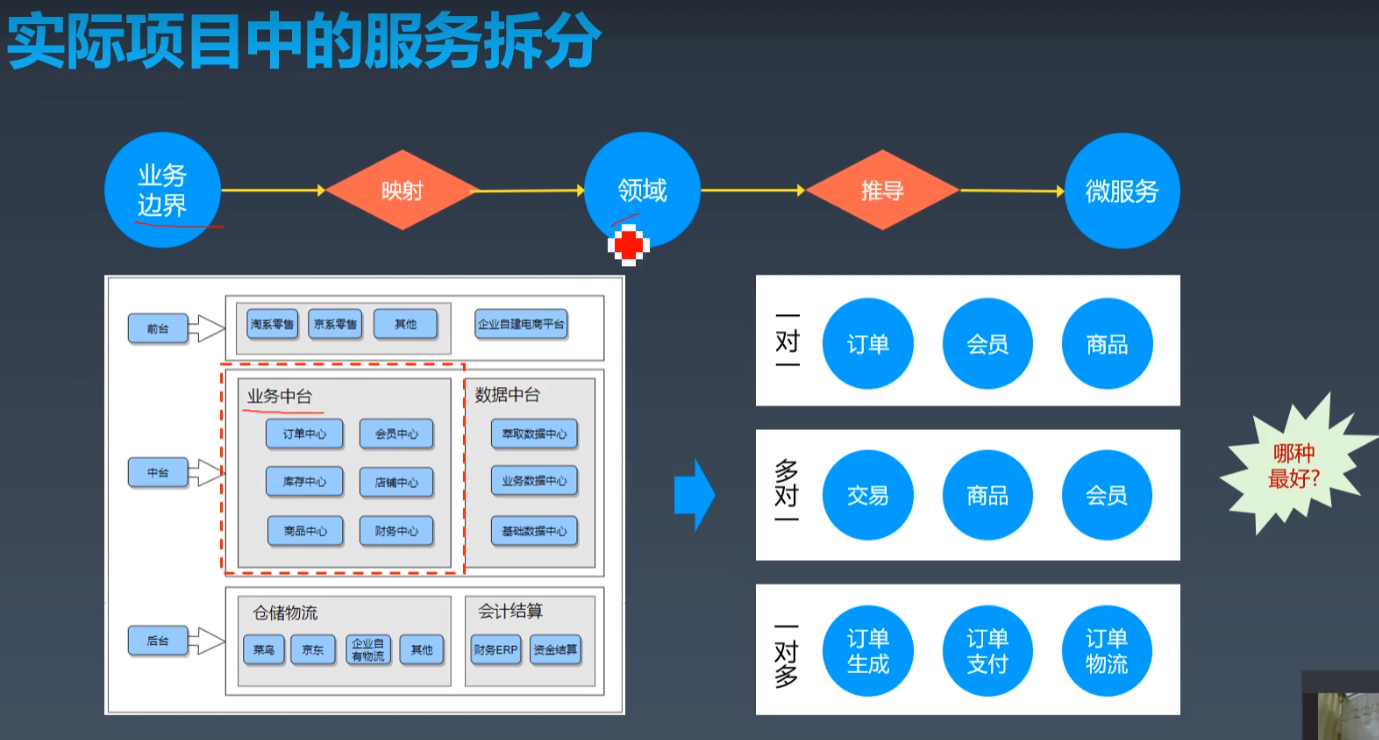 实际项目中的服务拆分
业务
边界
映射
领域
推导
微服务
前台
淘系零售
京系零售
其他
企业自建电商平台
中台
业务中台
订单中心
会员中心
库存中心
店铺中心
商品中心
财务中心
数据中台
萃取数据中心
业务数据中心
基础数据中心
后台
仓储物流
菜鸟
京东
企业自
有物流
其他
会计结算
财务ERP
资金结算
一对一
订单
会员
商品
多对一
交易
商品
会员
一对多
订单
生成
订单
支付
订单
物流
哪种
最好?